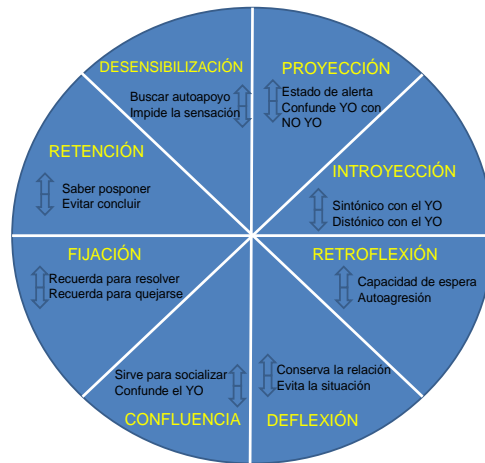 DESENSIBILIZACIÓN
Buscar autoapoyo
Impide la sensación
PROYECCIÓN
Estado de alerta
Confunde YO con
NO YO
INTROYECCIÓN
Sintónico con el YO
Distónico con el YO
RETROFLEXIÓN
Capacidad de espera
Autoagresión
Conserva la relación
Evita la situación
DEFLEXIÓN
Sirve para socializar
Confunde el YO
CONFLUENCIA
FIJACIÓN
Recuerda para resolver
Recuerda para quejarse
RETENCIÓN
Saber posponer
Evitar concluir